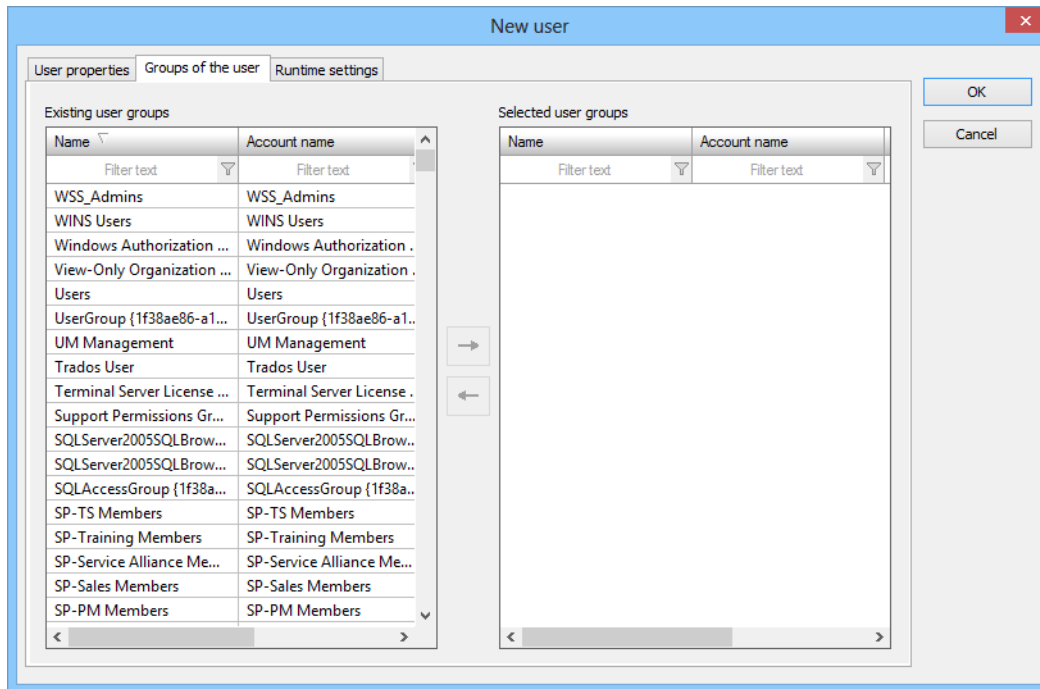 New user
User properties Groups of the user Runtime settings
OK
Cancel
Existing user groups
Name Account name
Filter text Filter text
WSS_Admins WSS_Admins
WINS Users WINS Users
Windows Authorization ... Windows Authorization .
View-Only Organization ... View-Only Organization .
Users Users
UserGroup {1f38ae86-a1... UserGroup {1f38ae86-a1..
UM Management UM Management
Trados User Trados User
Terminal Server License ... Terminal Server License .
Support Permissions Gr... Support Permissions Gr...
SQLServer2005SQLBrow... SQLServer2005SQLBrow..
SQLServer2005SQLBrow... SQLServer2005SQLBrow..
SQLAccessGroup {1f38a... SQLAccessGroup {1f38a..
SP-TS Members SP-TS Members
SP-Training Members SP-Training Members
SP-Service Alliance Me... SP-Service Alliance Me...
SP-Sales Members SP-Sales Members
SP-PM Members SP-PM Members
Selected user groups
Name Account name
Filter text Filter text